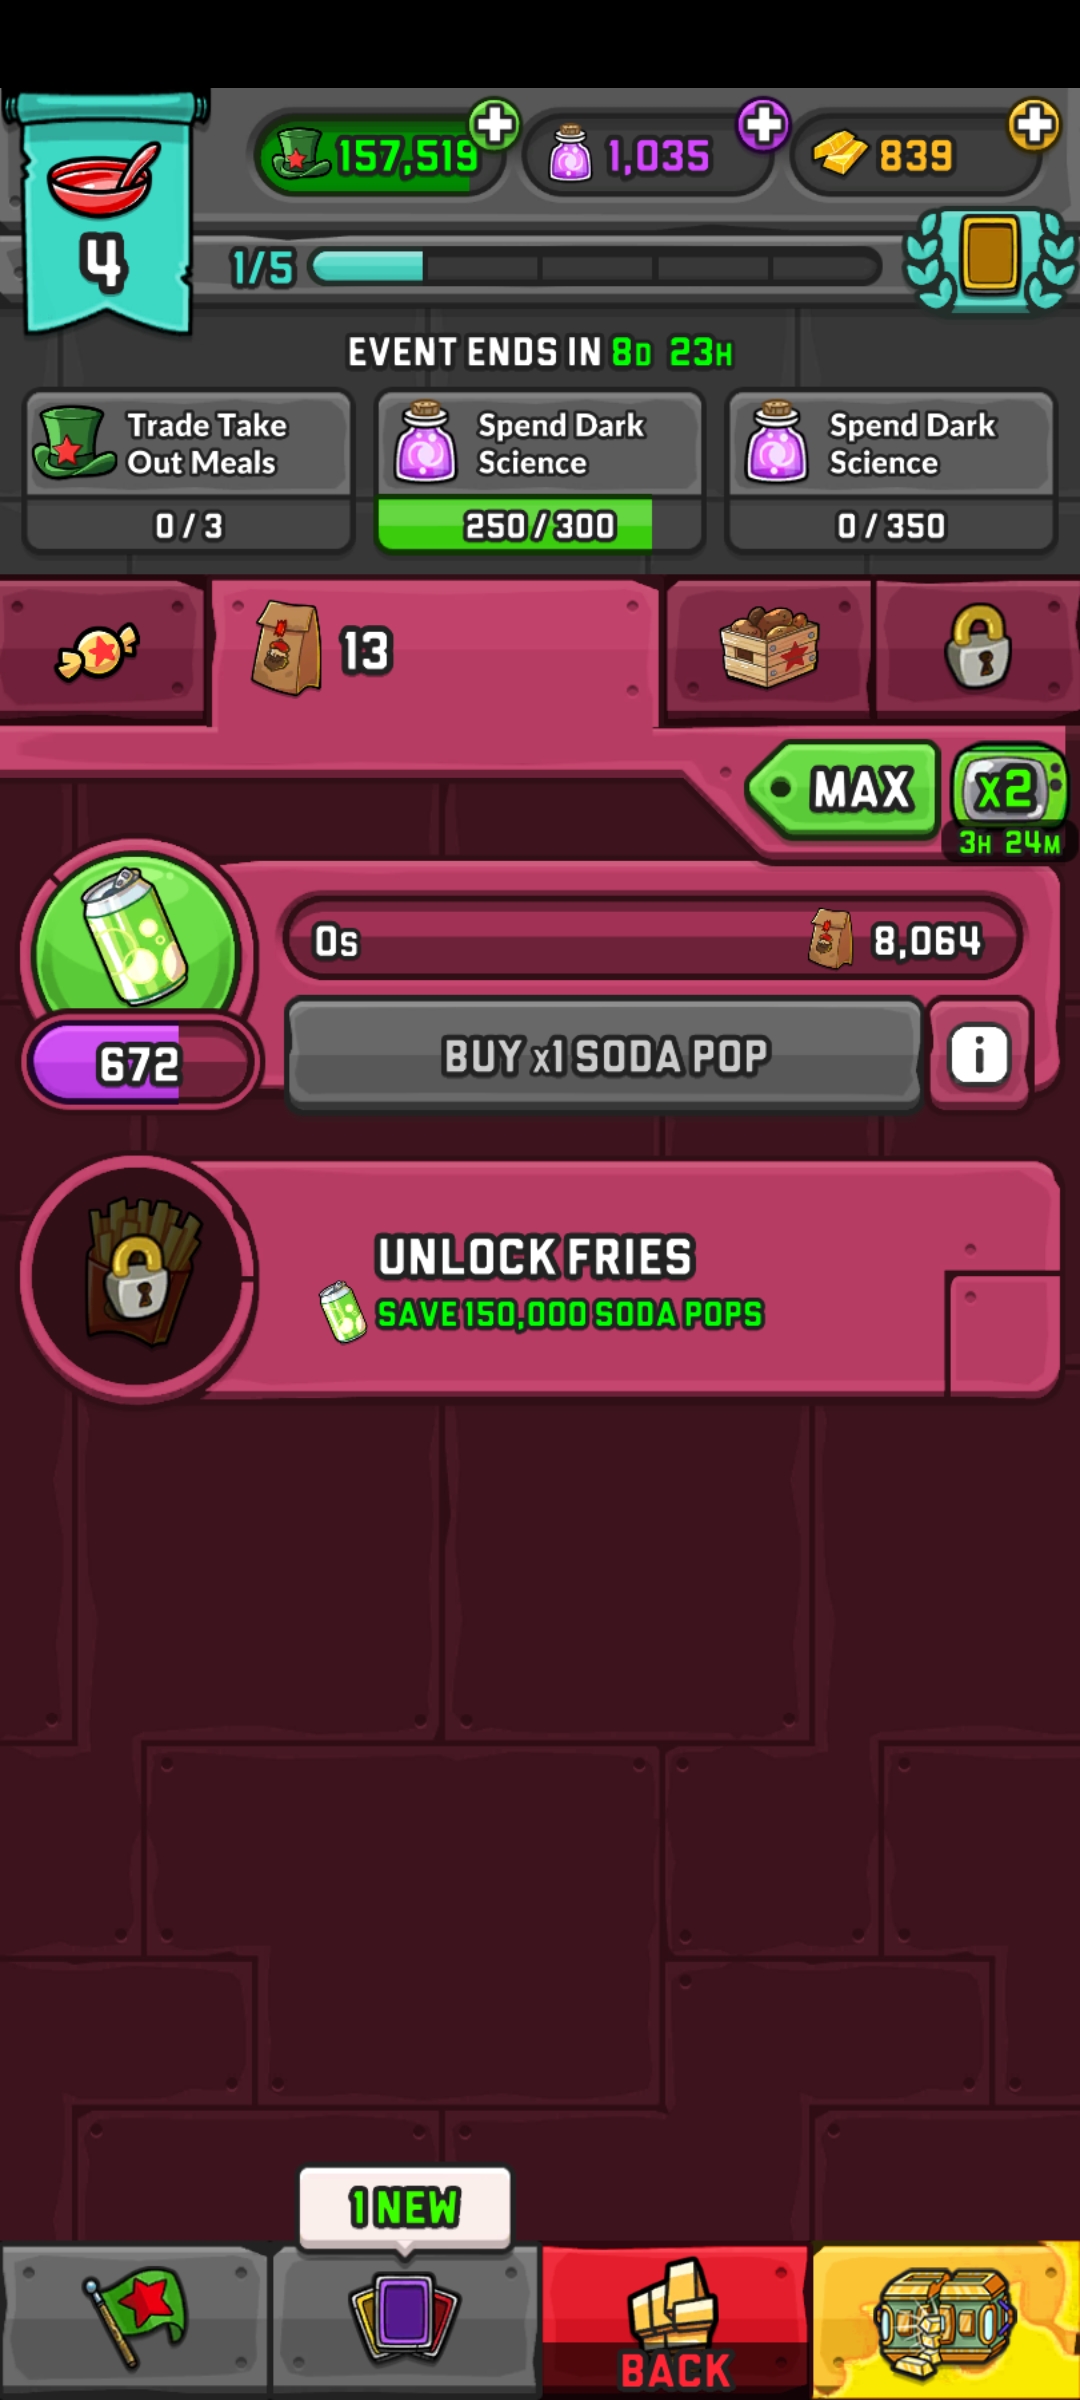 157,519
1,035
839
4
1/5
EVENT ENDS IN 8D 23H
Trade Take
Out Meals
0 / 3
Spend Dark
Science
250 / 300
Spend Dark
Science
0 / 350
13
MAX
x2
3H 24M
0s
8,064
672
BUY x1 SODA POP
i
UNLOCK FRIES
SAVE 150,000 SODA POPS
1 NEW
BACK